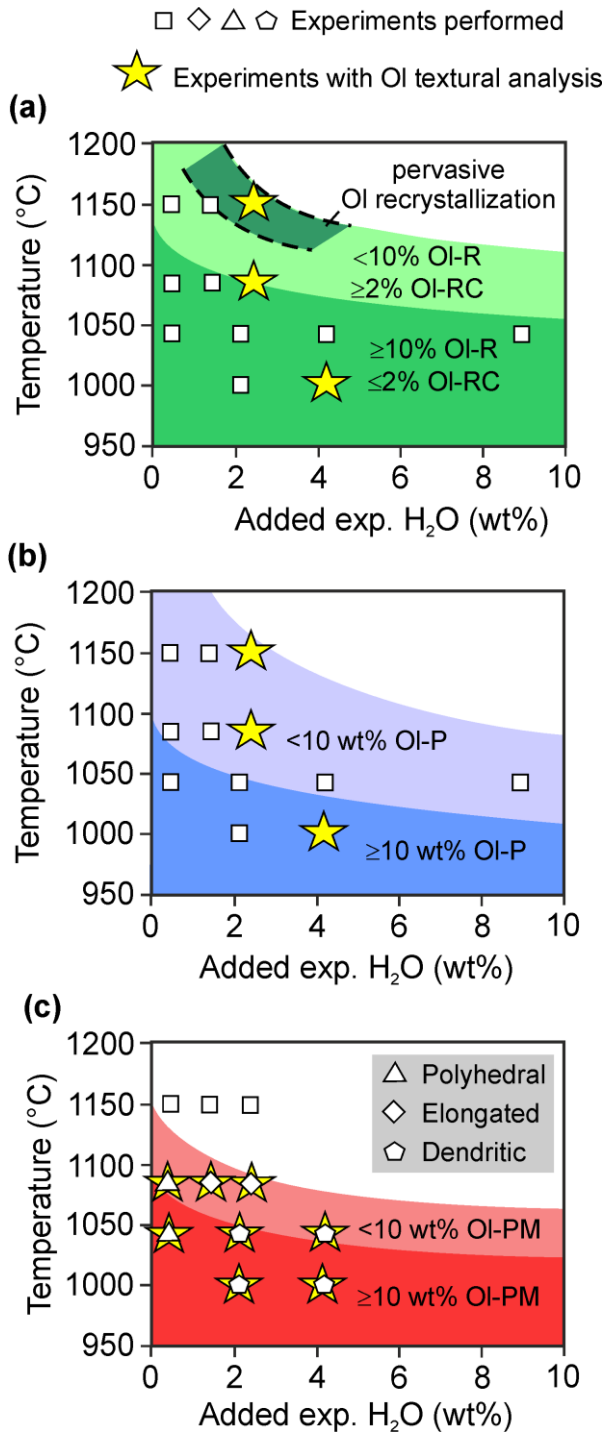 Experiments performed
Experiments with Ol textural analysis
(a)
1200
1150
1100
1050
1000
950
Temperature (°C)
pervasive
Ol recrystallization
<10% Ol-R
≥2% Ol-RC
≥10% Ol-R
≤2% Ol-RC
0 2 4 6 8 10
Added exp. H₂O (wt%)
(b)
1200
1150
1100
1050
1000
950
Temperature (°C)
<10 wt% Ol-P
≥10 wt% Ol-P
0 2 4 6 8 10
Added exp. H₂O (wt%)
(c)
1200
1150
1100
1050
1000
950
Temperature (°C)
Polyhedral
Elongated
Dendritic
<10 wt% Ol-PM
≥10 wt% Ol-PM
0 2 4 6 8 10
Added exp. H₂O (wt%)